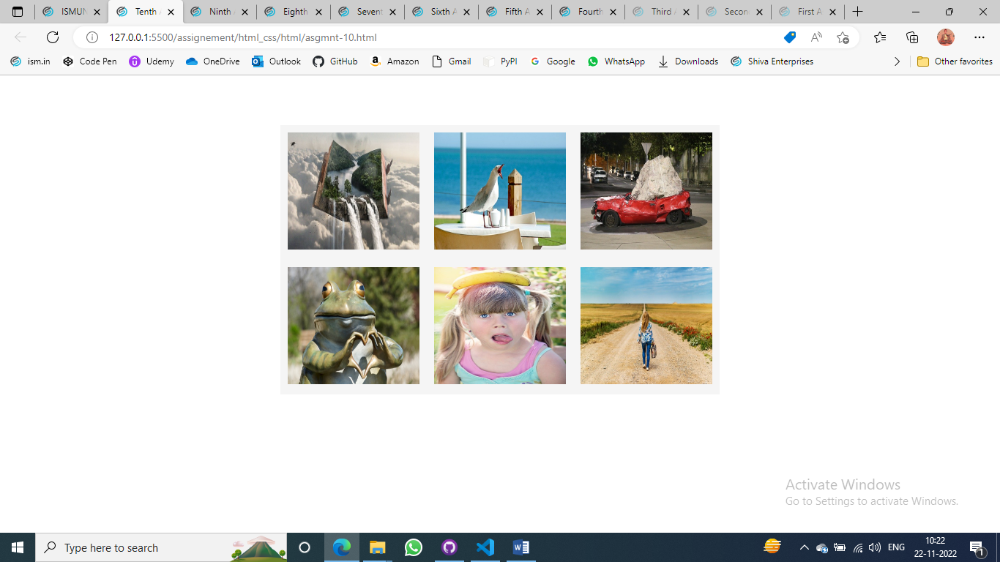 ISMUN Tenth A Ninth A Eighth Sevent Sixth A Fifth A Fourth Third A Secon First A
127.0.0.1:5500/assignement/html_css/html/asgmnt-10.html
ism.in Code Pen Udemy OneDrive Outlook GitHub Amazon Gmail PyPI Google WhatsApp Downloads Shiva Enterprises Other favorites
Activate Windows
Go to Settings to activate Windows.
Type here to search
ENG
10:22
22-11-2022
1